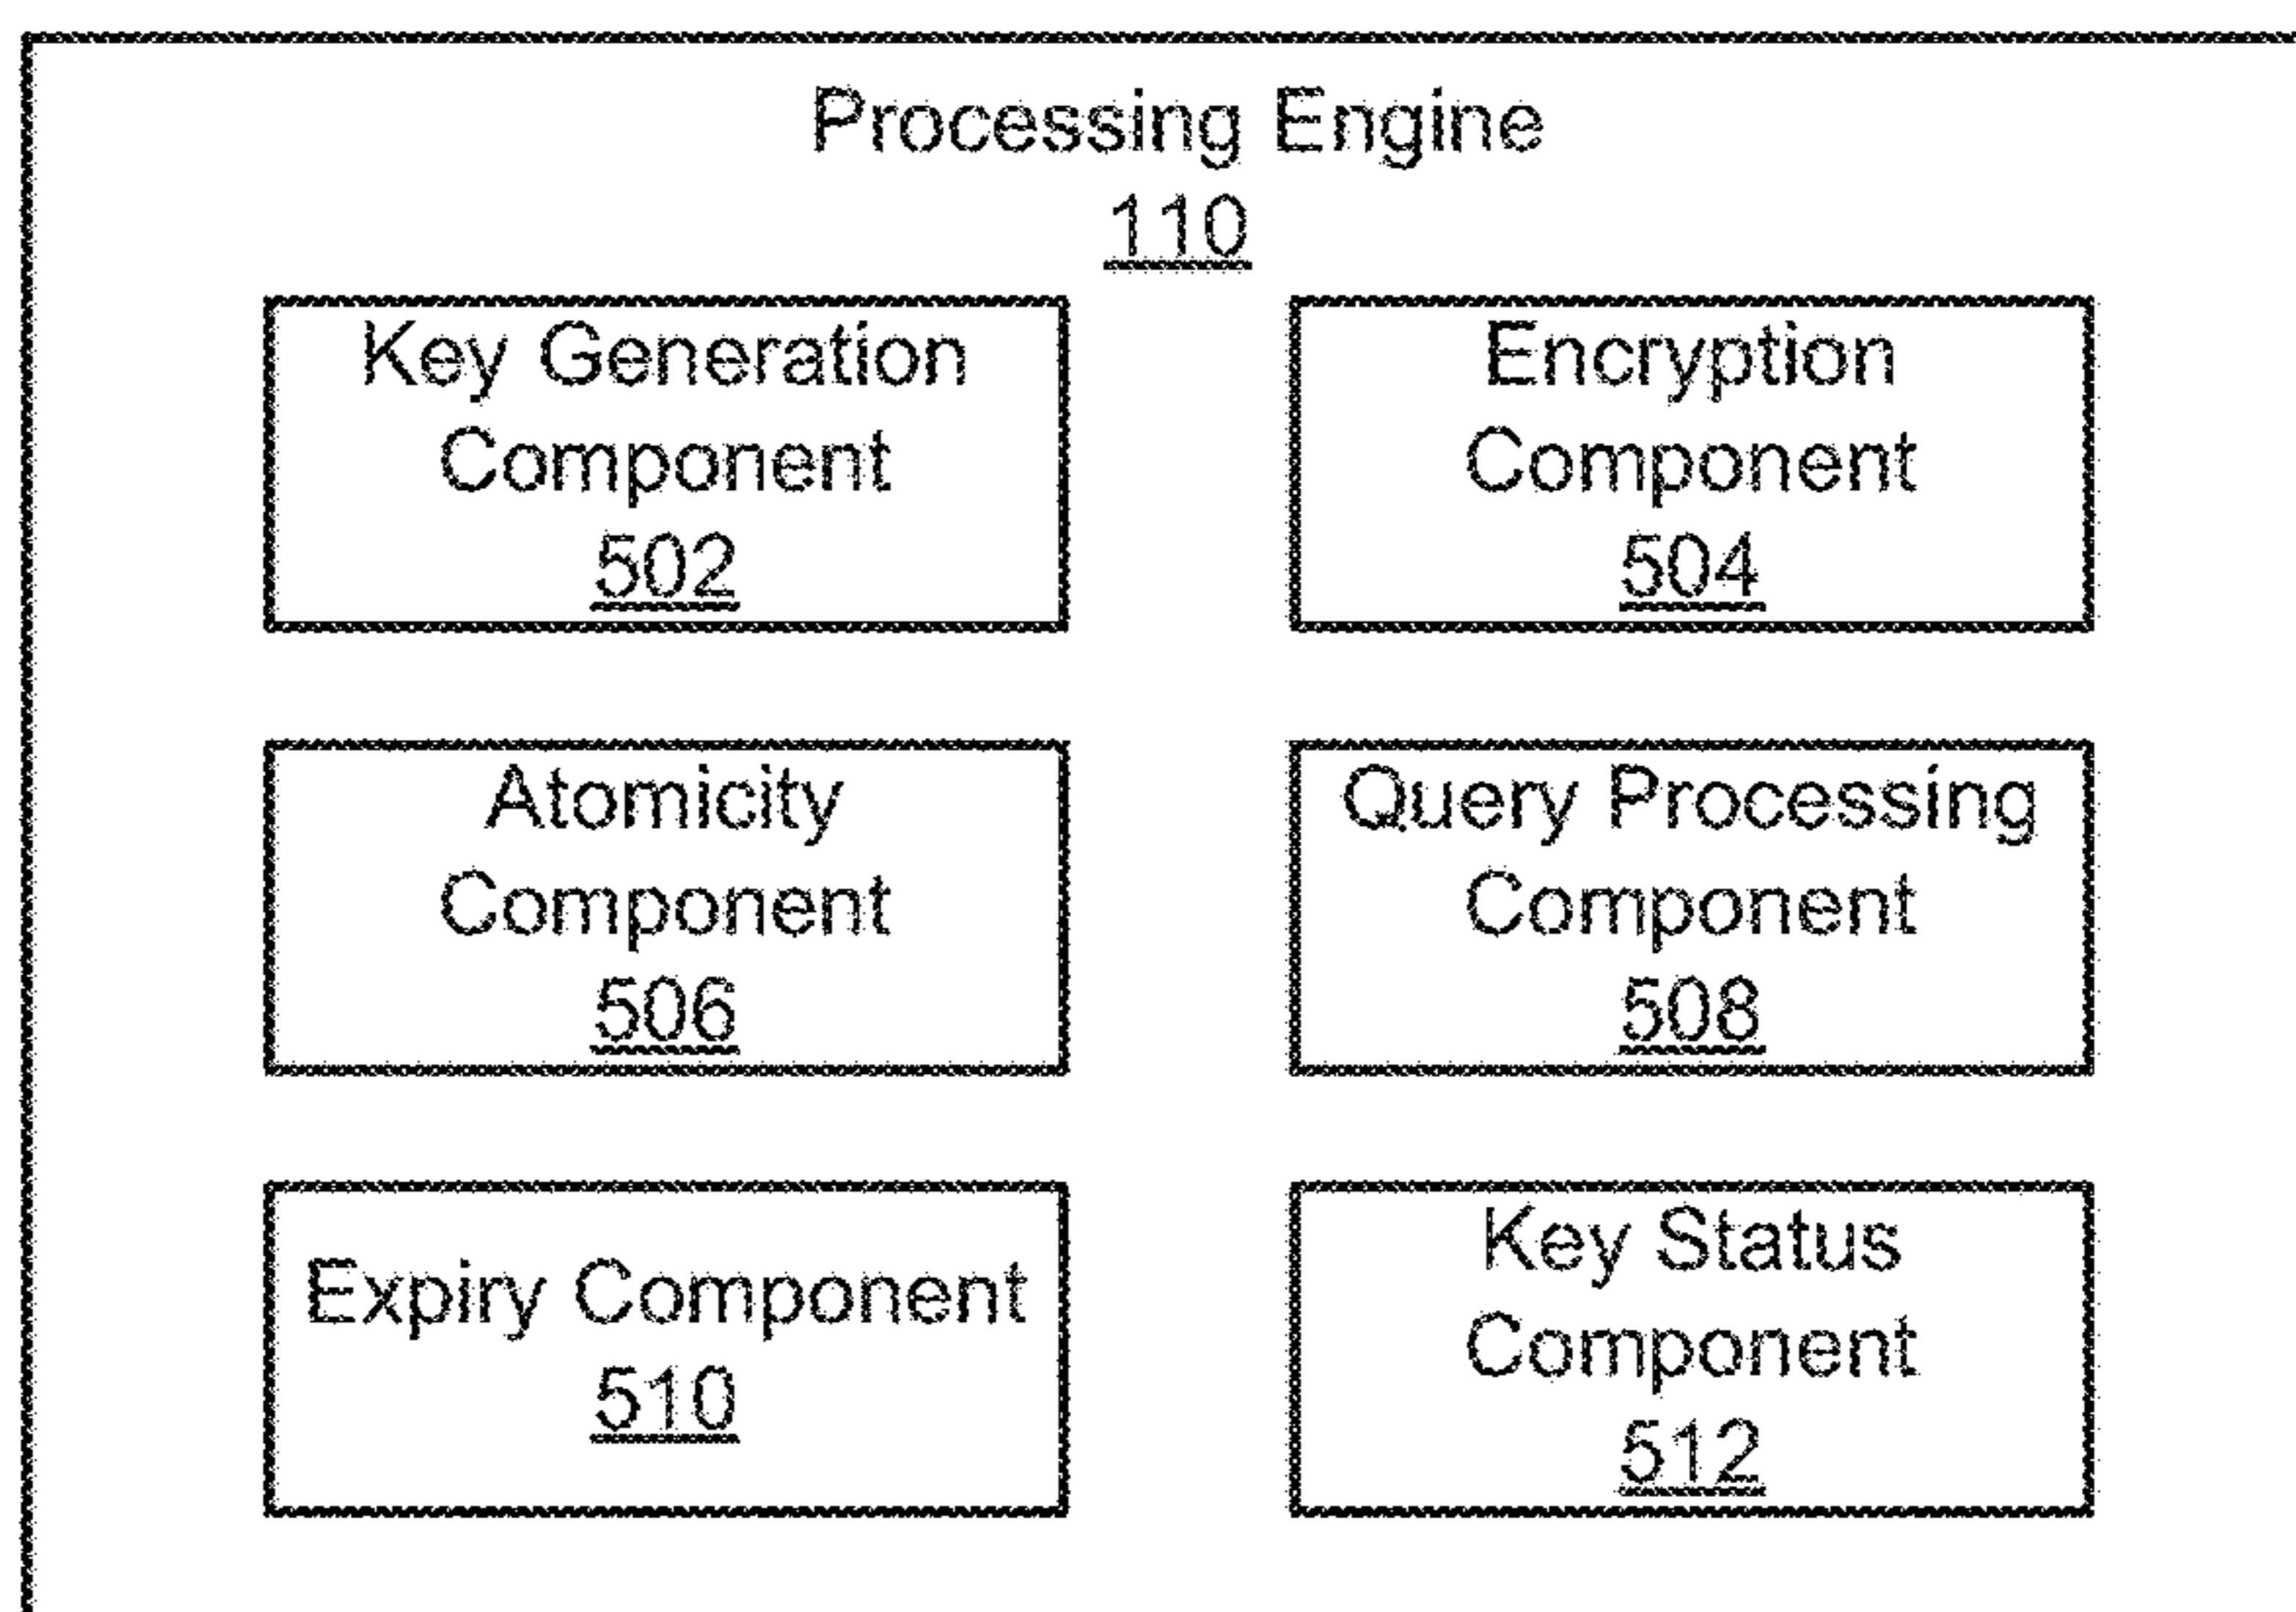 Processing Engine
110
Key Generation
Component
502
Encryption
Component
504
Atomicity
Component
506
Query Processing
Component
508
Expiry Component
510
Key Status
Component
512